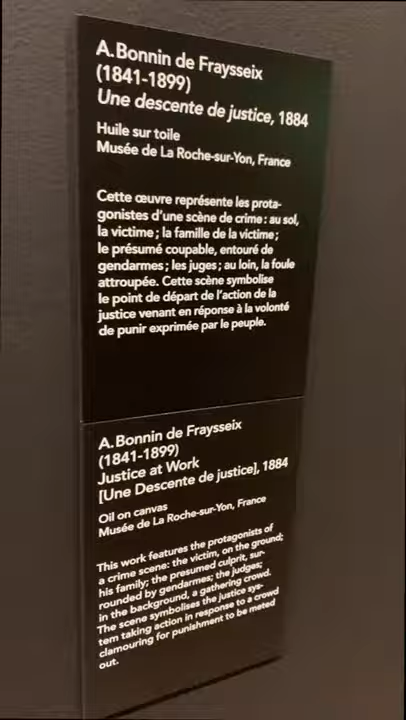 A. Bonnin de Fraysseix
(1841-1899)
Une descente de justice, 1884
Huile sur toile
Musée de La Roche-sur-Yon, France
Cette œuvre représente les prota-
gonistes d'une scène de crime : au sol,
la victime ; la famille de la victime ;
le présumé coupable, entouré de
gendarmes ; les juges ; au loin, la foule
attroupée. Cette scène symbolise
le point de départ de l'action de la
justice venant en réponse à la volonté
de punir exprimée par le peuple.
A. Bonnin de Fraysseix
(1841-1899)
Justice at Work
[Une Descente de justice], 1884
Oil on canvas
Musée de La Roche-sur-Yon, France
This work features the protagonists of
a crime scene: the victim, on the ground;
his family; the presumed culprit, sur-
rounded by gendarmes; the judges;
in the background, a gathering crowd.
The scene symbolises the justice sys-
tem taking action in response to a crowd
clamouring for punishment to be meted
out.